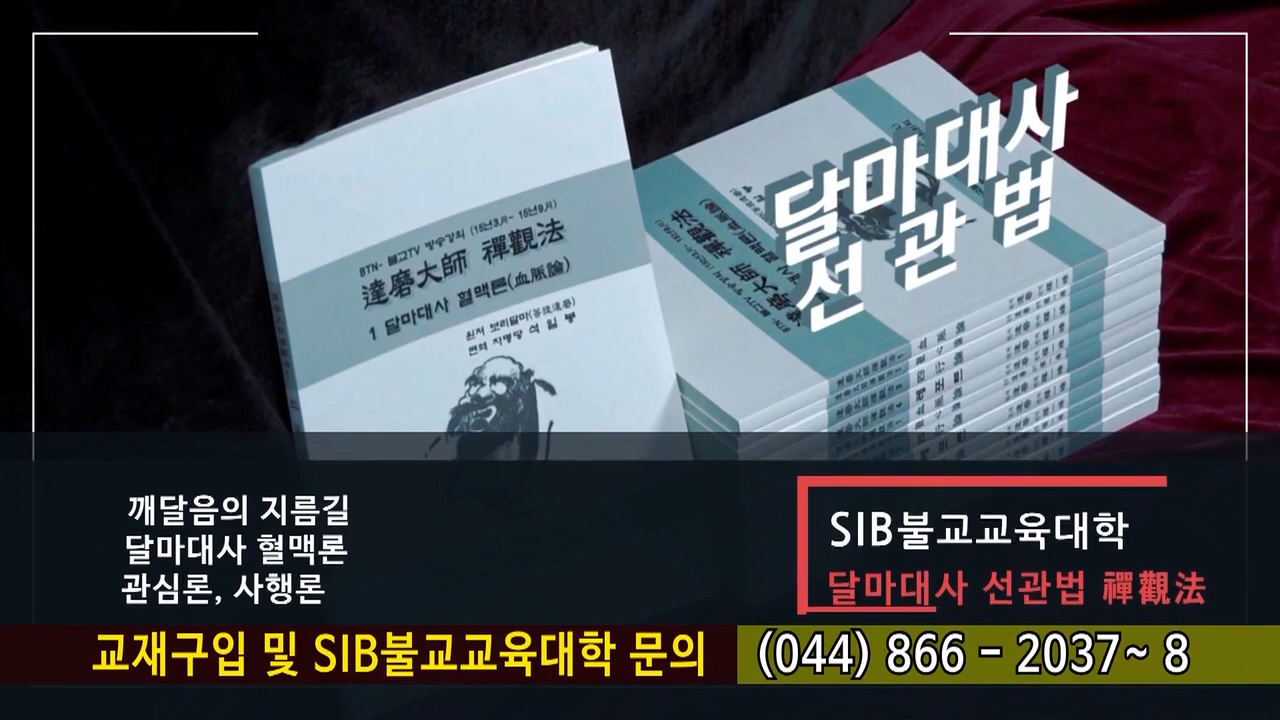 달마대사
선관법
BTN- 불교TV 방송강의 (15년3月- 15년9月)
達磨大師 禪觀法
1 달마대사 혈맥론(血脈論)
원저 보리달마(菩提達磨)
편역 지명당 석 일 봉
깨달음의 지름길
달마대사 혈맥론
관심론, 사행론
SIB불교교육대학
달마대사 선관법 禪觀法
교재구입 및 SIB불교교육대학 문의
(044) 866 - 2037~ 8